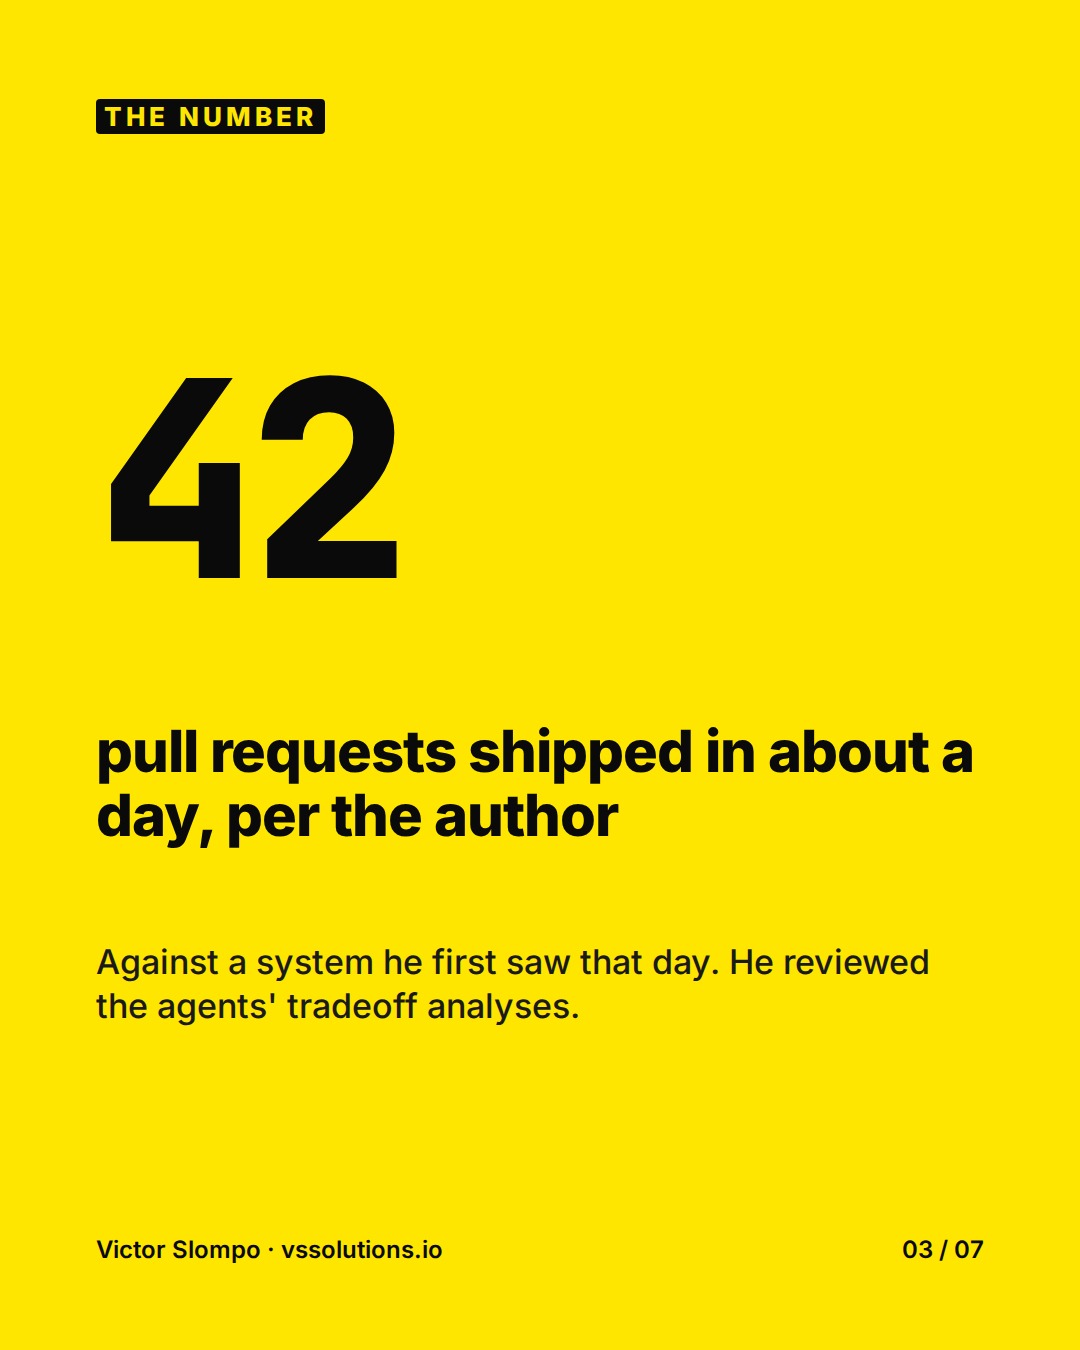 THE NUMBER
42
pull requests shipped in about a
day, per the author
Against a system he first saw that day. He reviewed
the agents' tradeoff analyses.
Victor Slompo · vssolutions.io
03 / 07